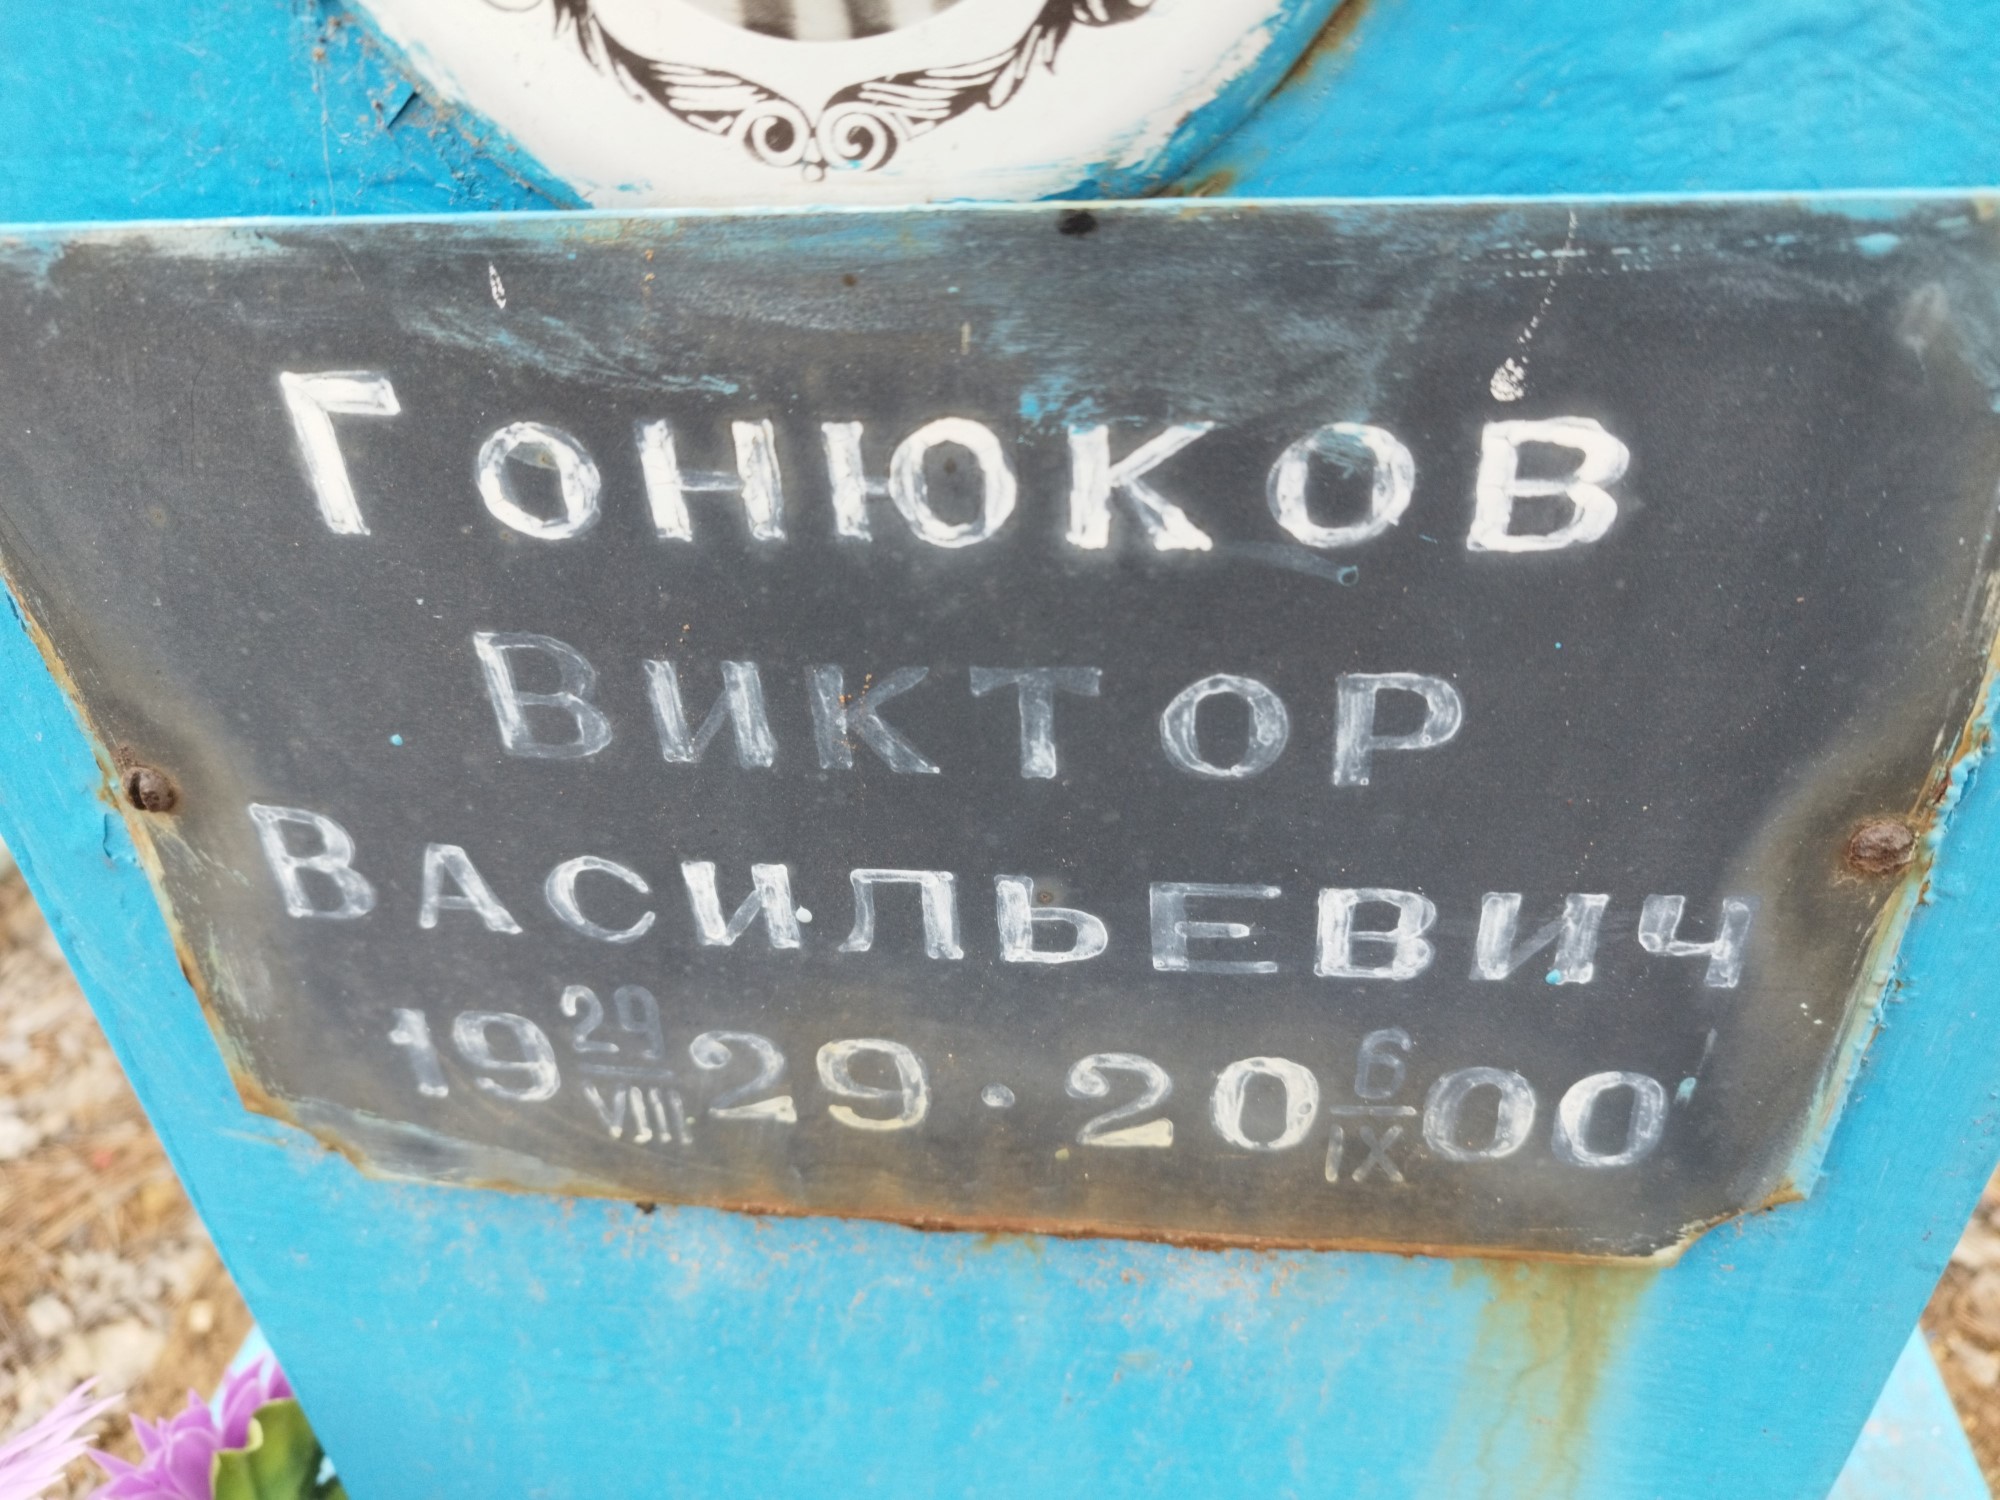 Гонюков
Виктор
Васильевич
19 29/VIII 29 · 20 6/IX 00